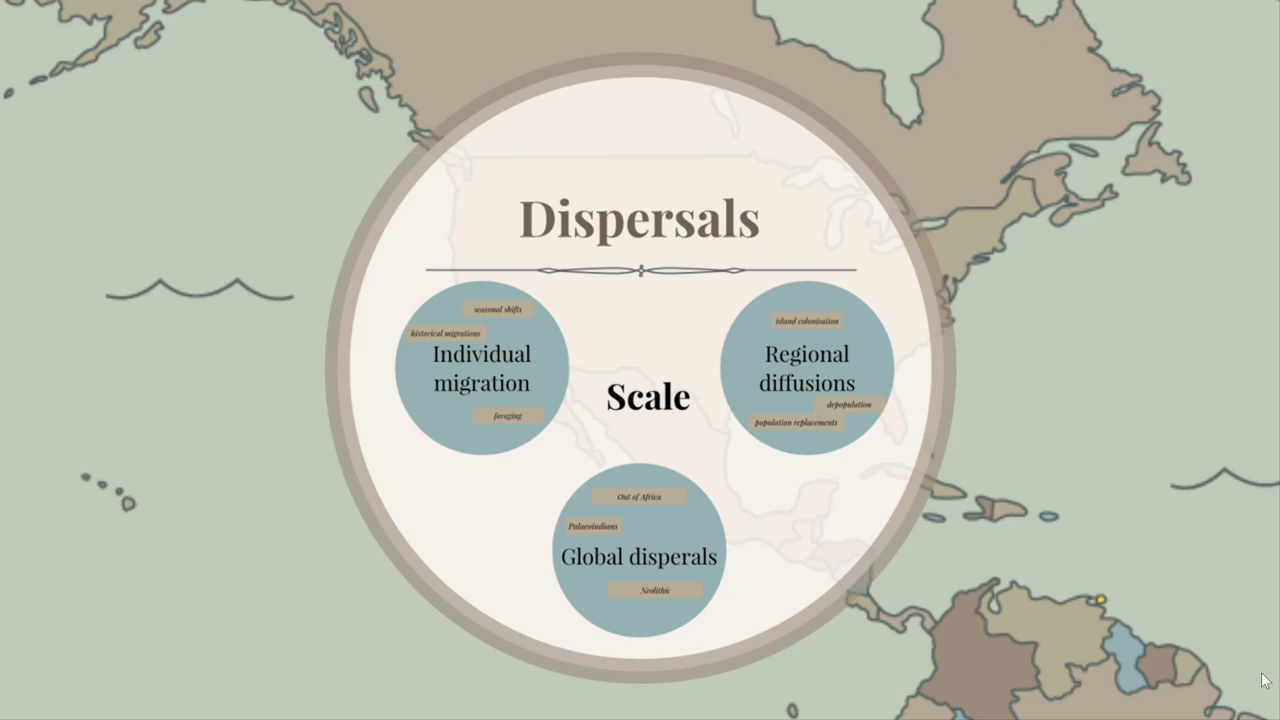 Dispersals
seasonal shifts
historical migrations
Individual
migration
foraging
Scale
island colonisation
Regional
diffusions
depopulation
population replacements
Out of Africa
Palaeoindians
Global disperals
Neolithic